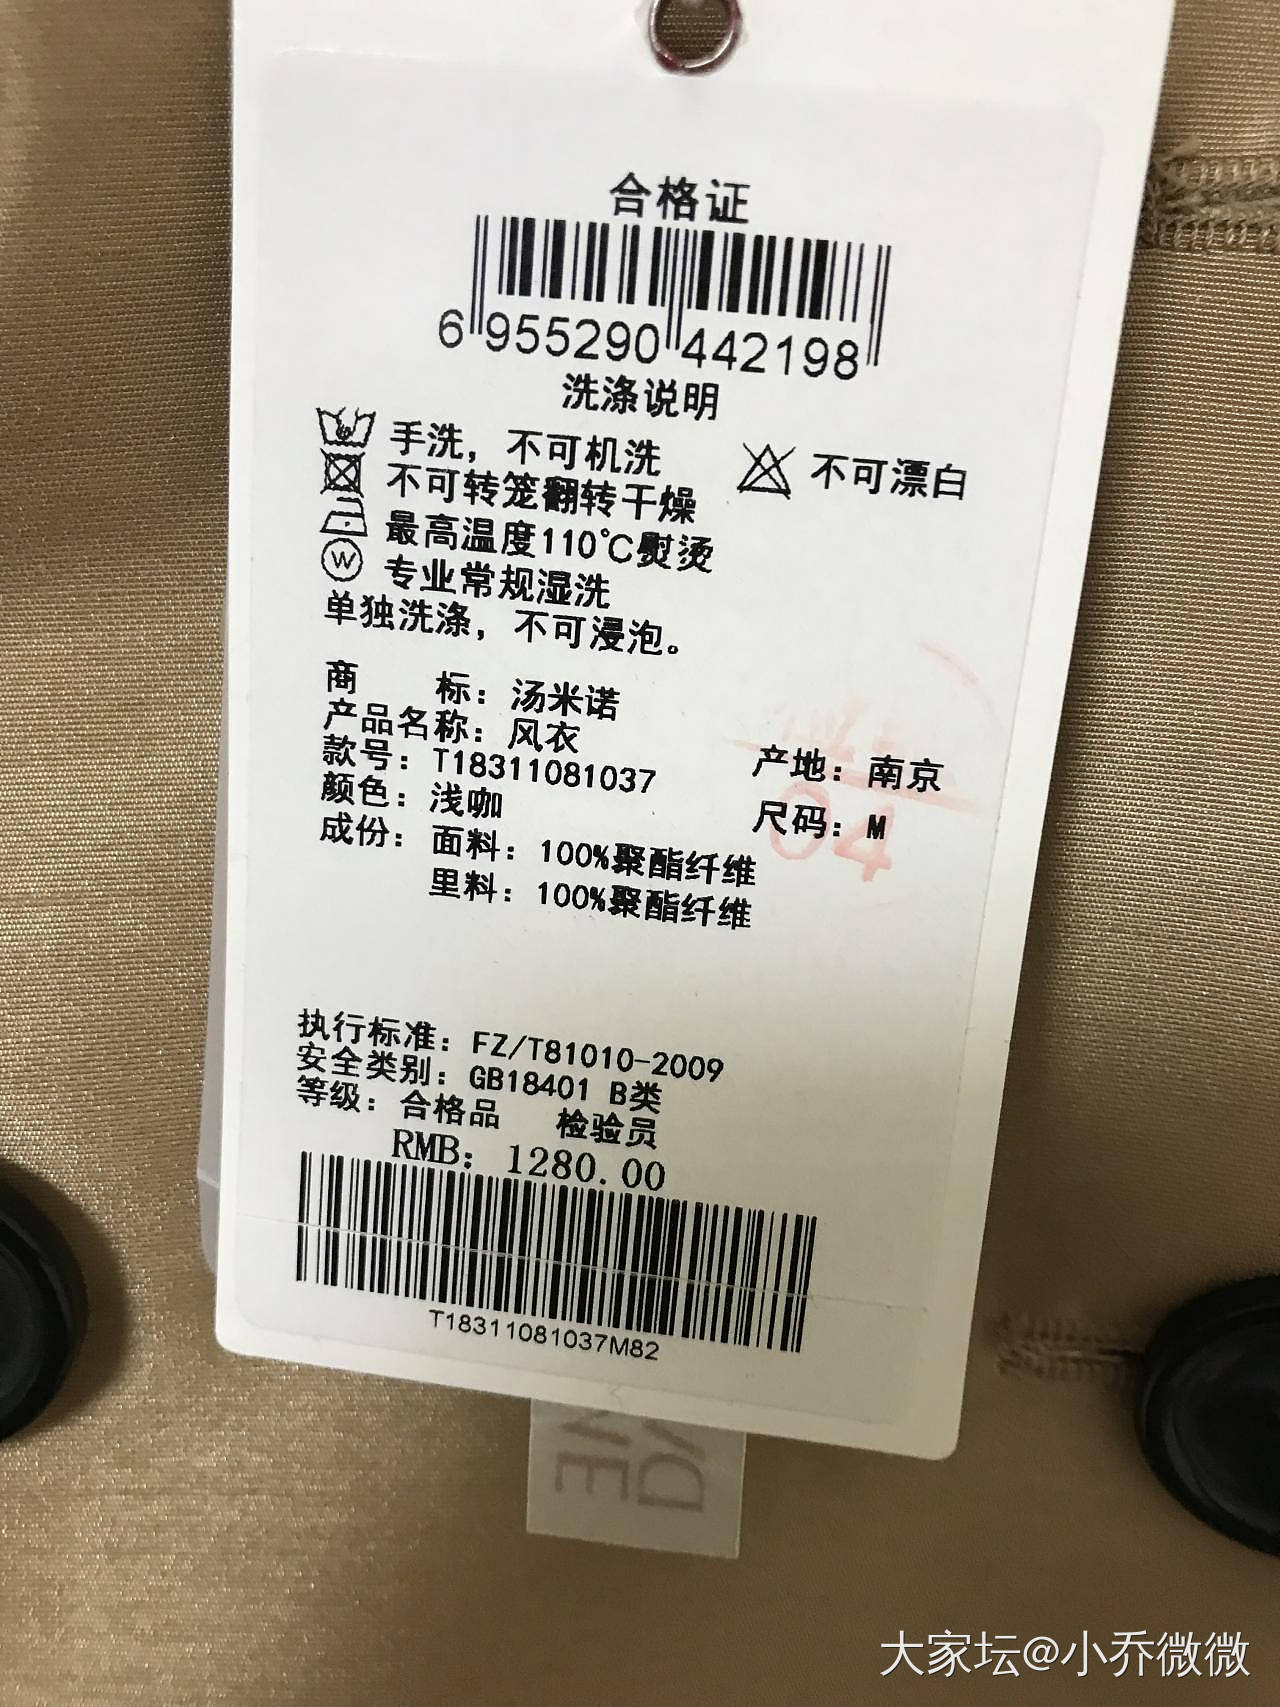 合格证
6 955290 442198
洗涤说明
手洗，不可机洗 不可漂白
不可转笼翻转干燥
最高温度110℃熨烫
W 专业常规湿洗
单独洗涤，不可浸泡。
商 标：汤米诺
产品名称：风衣
款号：T18311081037 产地：南京
颜色：浅咖 尺码：M
成份：面料：100%聚酯纤维
里料：100%聚酯纤维
04
执行标准：FZ/T81010-2009
安全类别：GB18401 B类
等级：合格品 检验员
RMB：1280.00
T18311081037M82
大家坛@小乔微微